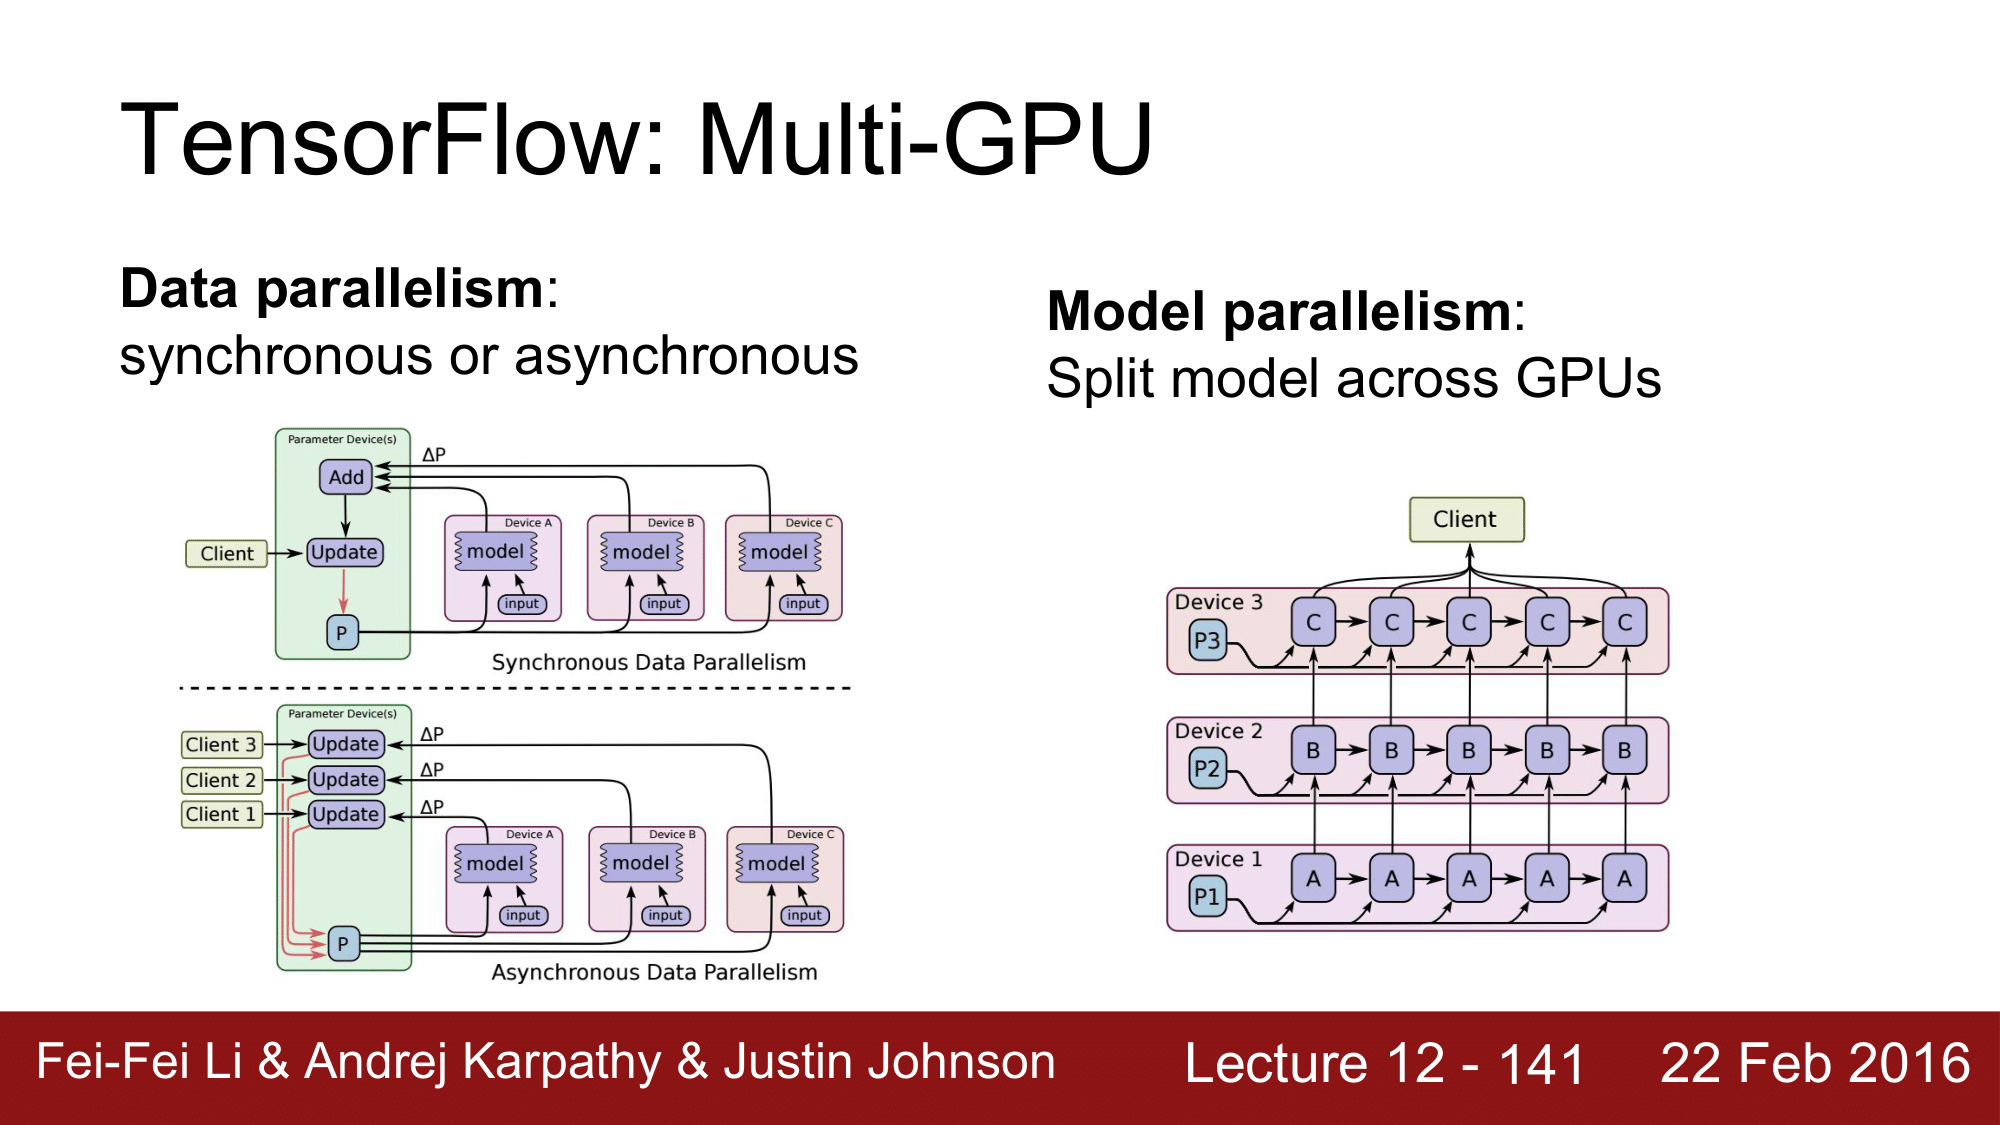 TensorFlow: Multi-GPU
Data parallelism:
synchronous or asynchronous
Parameter Device(s)
ΔP
Add
Client
Update
P
Device A
model
input
Device B
model
input
Device C
model
input
Synchronous Data Parallelism
Parameter Device(s)
Client 3
Update
ΔP
Client 2
Update
ΔP
Client 1
Update
ΔP
P
Device A
model
input
Device B
model
input
Device C
model
input
Asynchronous Data Parallelism
Model parallelism:
Split model across GPUs
Client
Device 3
P3
C C C C C
Device 2
P2
B B B B B
Device 1
P1
A A A A A
Fei-Fei Li & Andrej Karpathy & Justin Johnson
Lecture 12 - 141
22 Feb 2016